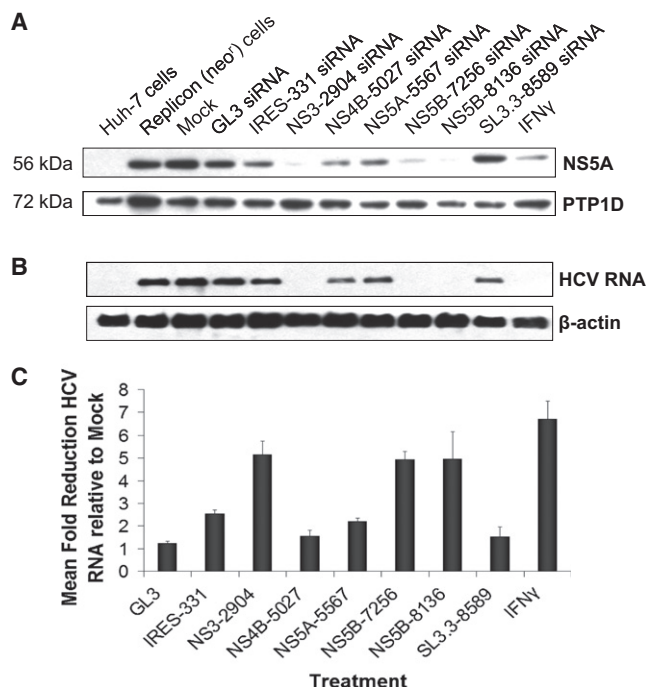 A
Huh-7 cells
Replicon (neoʳ) cells
Mock
GL3 siRNA
IRES-331 siRNA
NS3-2904 siRNA
NS4B-5027 siRNA
NS5A-5567 siRNA
NS5B-7256 siRNA
NS5B-8136 siRNA
SL3.3-8589 siRNA
IFNγ
56 kDa
NS5A
72 kDa
PTP1D
B
HCV RNA
β-actin
C
Mean Fold Reduction HCV
RNA relative to Mock
8
7
6
5
4
3
2
1
0
GL3
IRES-331
NS3-2904
NS4B-5027
NS5A-5567
NS5B-7256
NS5B-8136
SL3.3-8589
IFNγ
Treatment